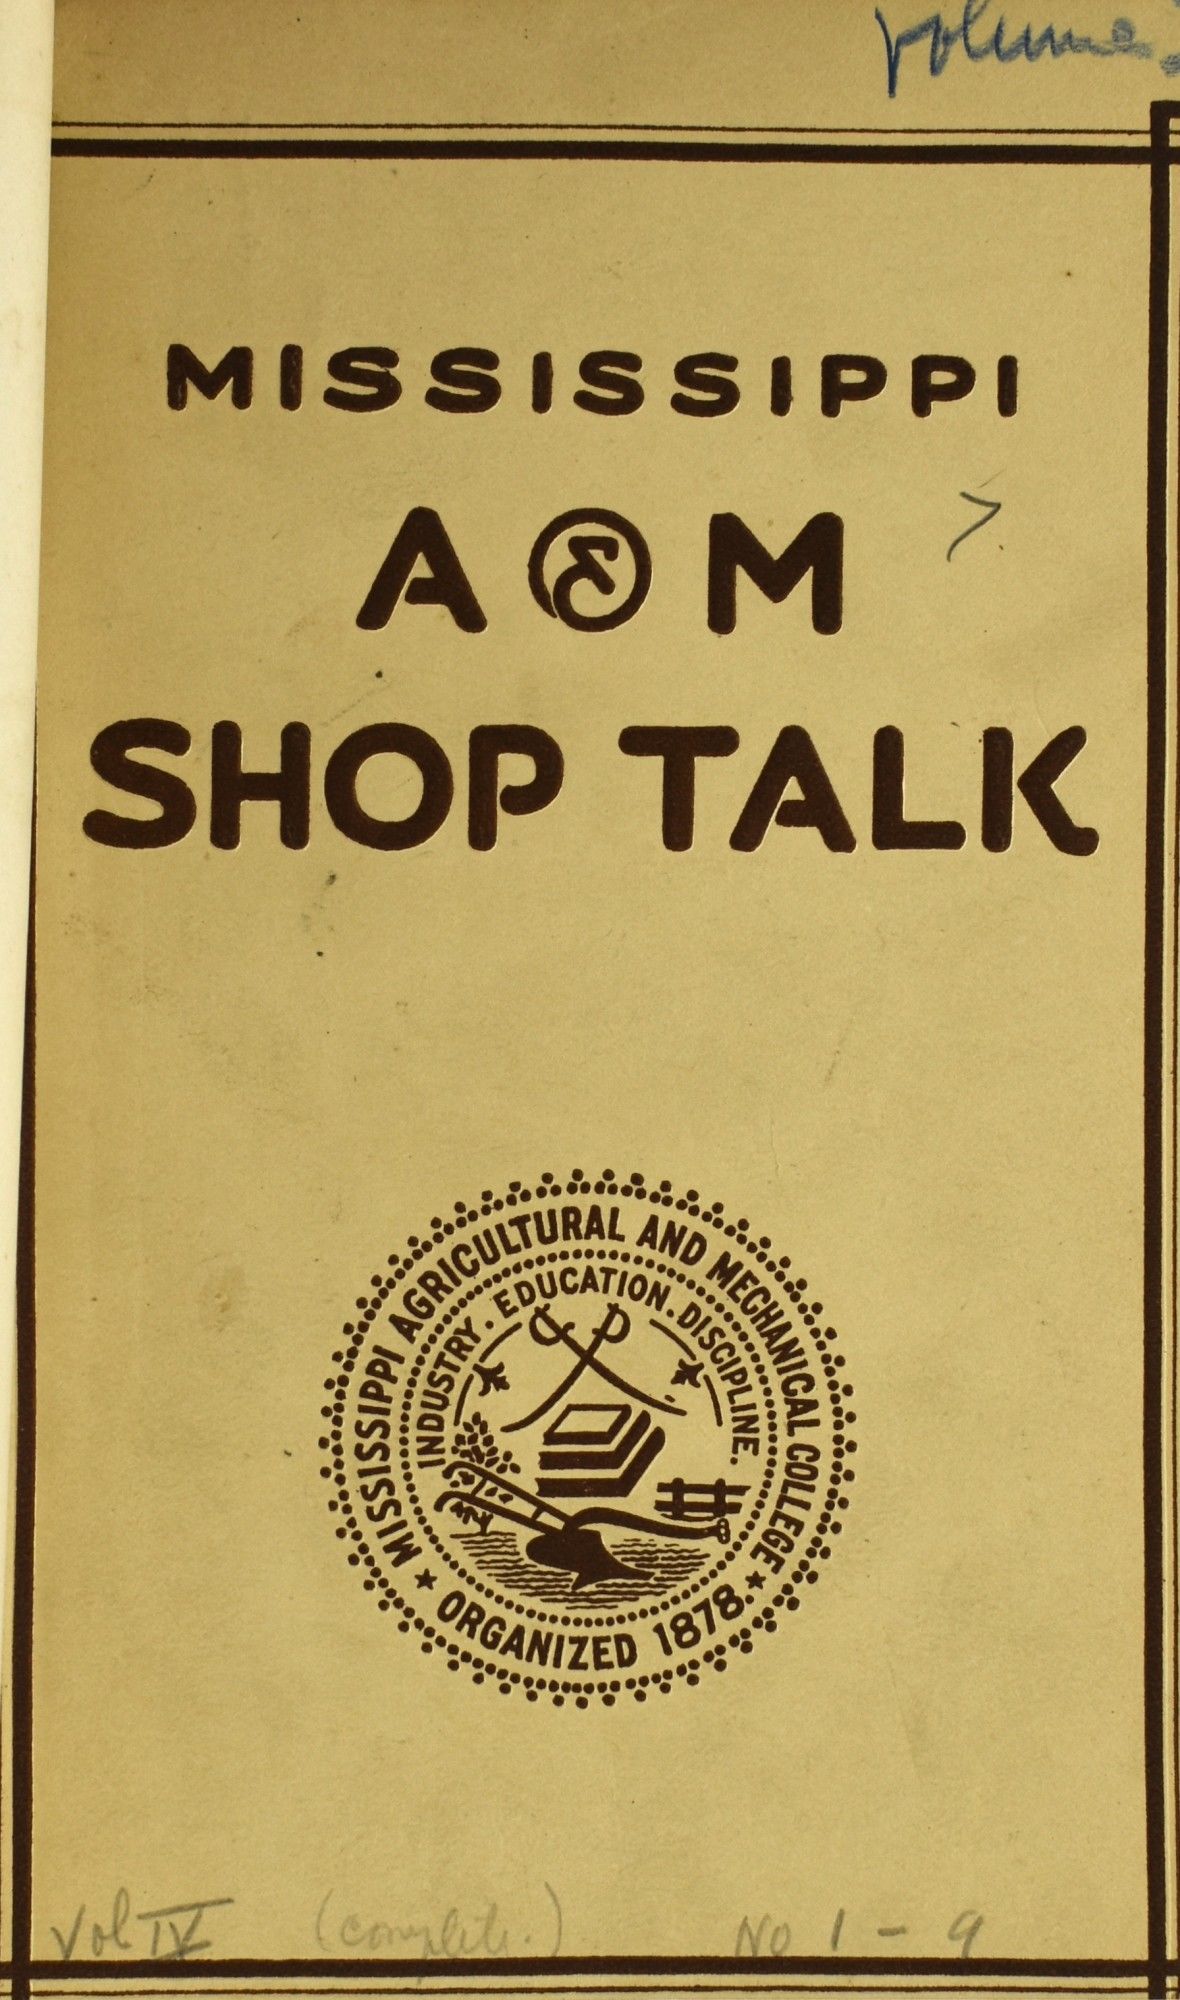 volume
MISSISSIPPI
A & M
SHOP TALK
MISSISSIPPI AGRICULTURAL AND MECHANICAL COLLEGE
INDUSTRY. EDUCATION. DISCIPLINE.
★ ORGANIZED 1878. ★
Vol IV (complete.) No 1 - 9